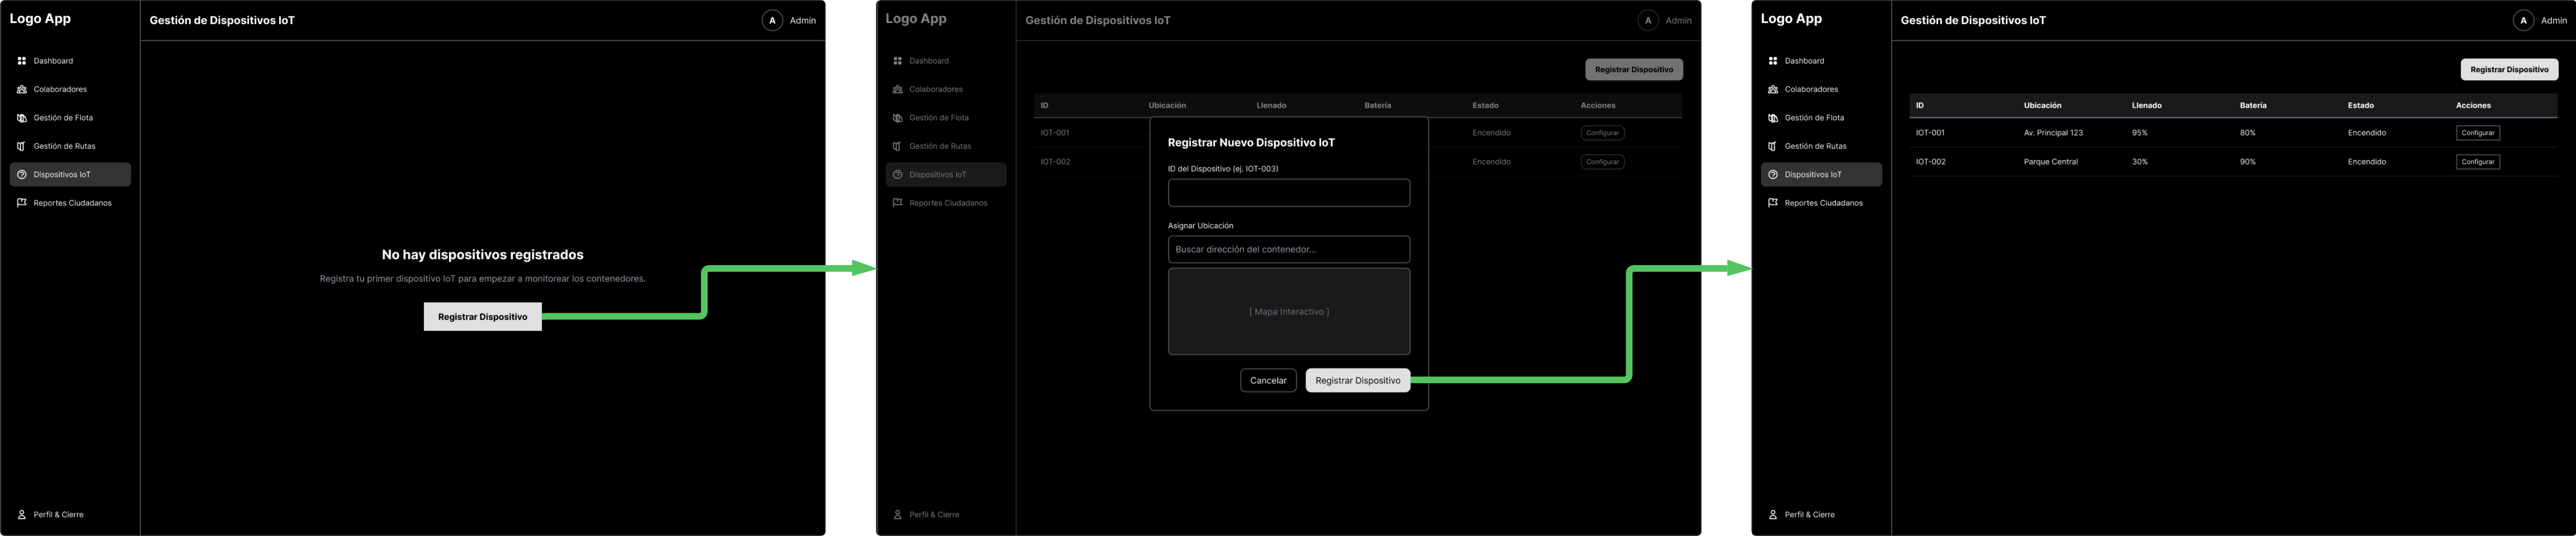 Logo App
Gestión de Dispositivos IoT
A Admin
Dashboard
Colaboradores
Gestión de Flota
Gestión de Rutas
Dispositivos IoT
Reportes Ciudadanos
No hay dispositivos registrados
Registra tu primer dispositivo IoT para empezar a monitorear los contenedores.
Registrar Dispositivo
Perfil & Cierre
Logo App
Gestión de Dispositivos IoT
A Admin
Dashboard
Colaboradores
Gestión de Flota
Gestión de Rutas
Dispositivos IoT
Reportes Ciudadanos
Registrar Dispositivo
ID Ubicación Llenado Batería Estado Acciones
IOT-001 Encendido Configurar
IOT-002 Encendido Configurar
Registrar Nuevo Dispositivo IoT
ID del Dispositivo (ej. IOT-003)
Asignar Ubicación
Buscar dirección del contenedor...
[ Mapa Interactivo ]
Cancelar Registrar Dispositivo
Perfil & Cierre
Logo App
Gestión de Dispositivos IoT
A Admin
Dashboard
Colaboradores
Gestión de Flota
Gestión de Rutas
Dispositivos IoT
Reportes Ciudadanos
Registrar Dispositivo
ID Ubicación Llenado Batería Estado Acciones
IOT-001 Av. Principal 123 95% 80% Encendido Configurar
IOT-002 Parque Central 30% 90% Encendido Configurar
Perfil & Cierre